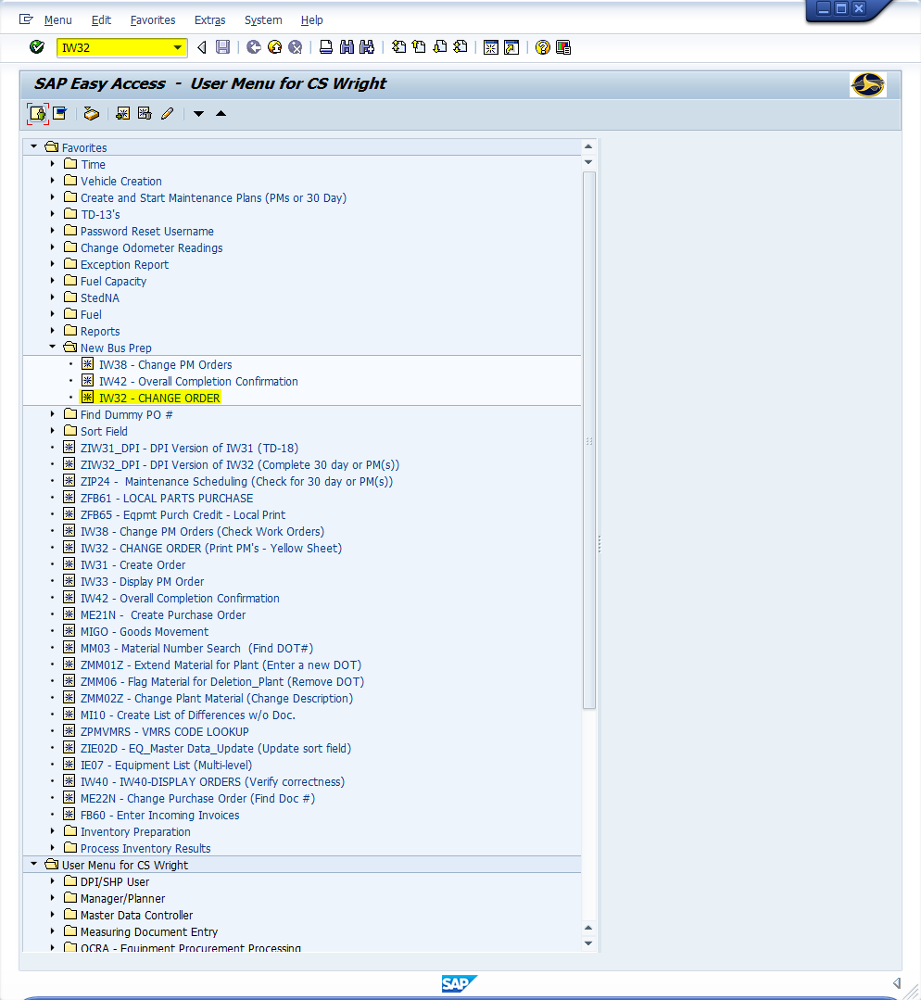 Menu Edit Favorites Extras System Help
IW32
SAP Easy Access - User Menu for CS Wright
Favorites
Time
Vehicle Creation
Create and Start Maintenance Plans (PMs or 30 Day)
TD-13's
Password Reset Username
Change Odometer Readings
Exception Report
Fuel Capacity
StedNA
Fuel
Reports
New Bus Prep
IW38 - Change PM Orders
IW42 - Overall Completion Confirmation
IW32 - CHANGE ORDER
Find Dummy PO #
Sort Field
ZIW31_DPI - DPI Version of IW31 (TD-18)
ZIW32_DPI - DPI Version of IW32 (Complete 30 day or PM(s))
ZIP24 -  Maintenance Scheduling (Check for 30 day or PM(s))
ZFB61 - LOCAL PARTS PURCHASE
ZFB65 - Eqpmt Purch Credit - Local Print
IW38 - Change PM Orders (Check Work Orders)
IW32 - CHANGE ORDER (Print PM's - Yellow Sheet)
IW31 - Create Order
IW33 - Display PM Order
IW42 - Overall Completion Confirmation
ME21N -  Create Purchase Order
MIGO - Goods Movement
MM03 - Material Number Search  (Find DOT#)
ZMM01Z - Extend Material for Plant (Enter a new DOT)
ZMM06 - Flag Material for Deletion_Plant (Remove DOT)
ZMM02Z - Change Plant Material (Change Description)
MI10 - Create List of Differences w/o Doc.
ZPMVMRS - VMRS CODE LOOKUP
ZIE02D - EQ_Master Data_Update (Update sort field)
IE07 - Equipment List (Multi-level)
IW40 - IW40-DISPLAY ORDERS (Verify correctness)
ME22N - Change Purchase Order (Find Doc #)
FB60 - Enter Incoming Invoices
Inventory Preparation
Process Inventory Results
User Menu for CS Wright
DPI/SHP User
Manager/Planner
Master Data Controller
Measuring Document Entry
OCRA - Equipment Procurement Processing
SAP